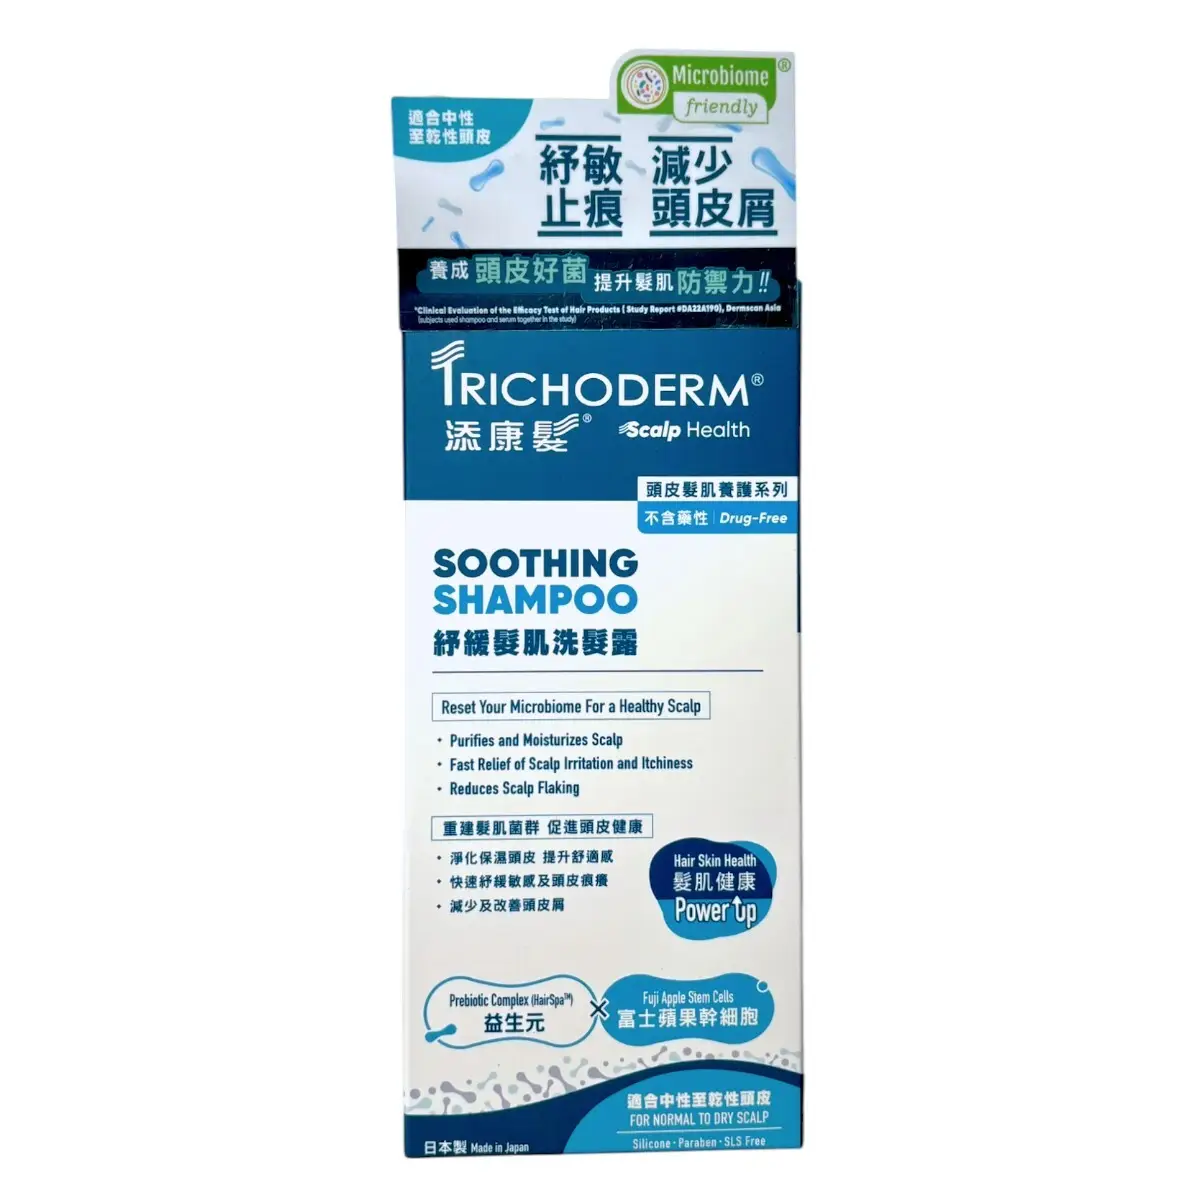 Microbiome®
friendly
適合中性
至乾性頭皮
紓敏
止痕
減少
頭皮屑
養成 頭皮好菌 提升髮肌 防禦力!!
*Clinical Evaluation of the Efficacy Test of Hair Products ( Study Report #DA22A190), Dermscan Asia
(subjects used shampoo and serum together in the study)
TRICHODERM®
添康髮® Scalp Health
頭皮髮肌養護系列
不含藥性 | Drug-Free
SOOTHING
SHAMPOO
紓緩髮肌洗髮露
Reset Your Microbiome For a Healthy Scalp
• Purifies and Moisturizes Scalp
• Fast Relief of Scalp Irritation and Itchiness
• Reduces Scalp Flaking
重建髮肌菌群 促進頭皮健康
• 淨化保濕頭皮 提升舒適感
• 快速紓緩敏感及頭皮痕癢
• 減少及改善頭皮屑
Hair Skin Health
髮肌健康
Power Up
Prebiotic Complex (HairSpa™)
益生元
×
Fuji Apple Stem Cells
富士蘋果幹細胞
適合中性至乾性頭皮
FOR NORMAL TO DRY SCALP
Silicone · Paraben · SLS Free
日本製 Made in Japan